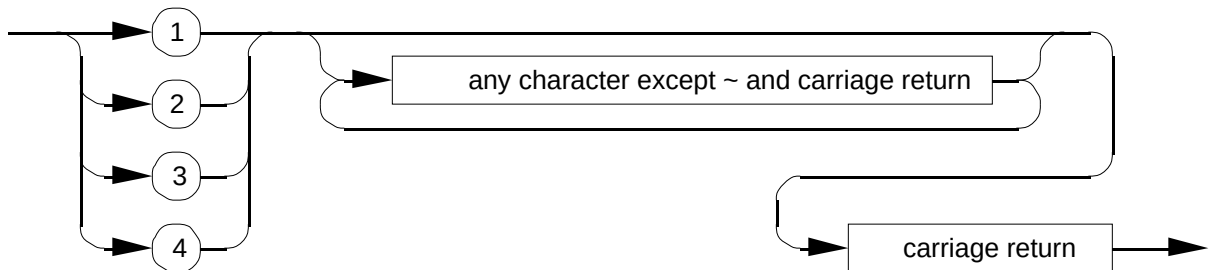 1
any character except ~ and carriage return
2
3
4
carriage return